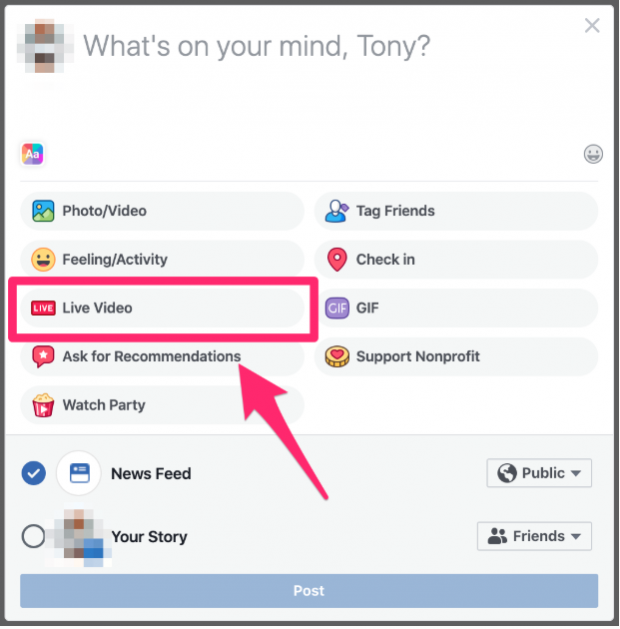 What's on your mind, Tony?
Aa
Photo/Video
Tag Friends
Feeling/Activity
Check in
LIVE Live Video
GIF GIF
Ask for Recommendations
Support Nonprofit
Watch Party
News Feed
Public
Your Story
Friends
Post